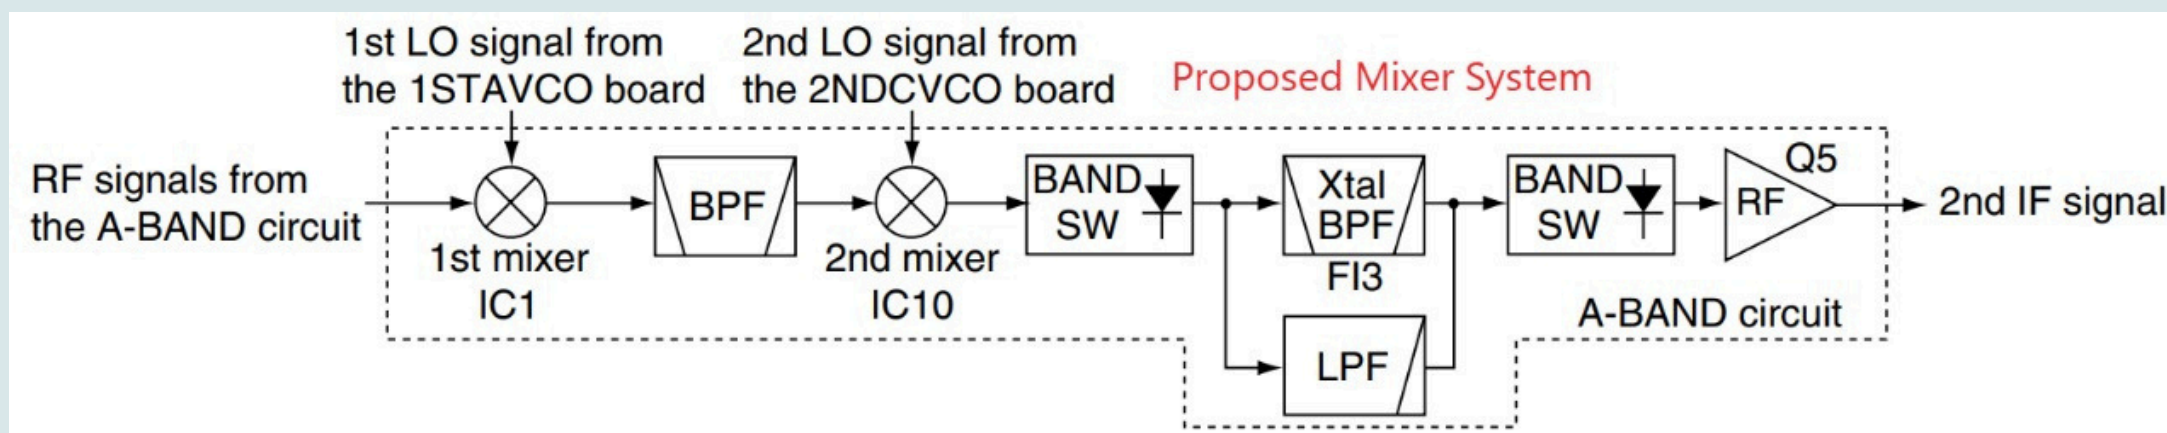 1st LO signal from
the 1STAVCO board
2nd LO signal from
the 2NDCVCO board
Proposed Mixer System
RF signals from
the A-BAND circuit
1st mixer
IC1
BPF
2nd mixer
IC10
BAND
SW
Xtal
BPF
FI3
LPF
BAND
SW
Q5
RF
2nd IF signal
A-BAND circuit